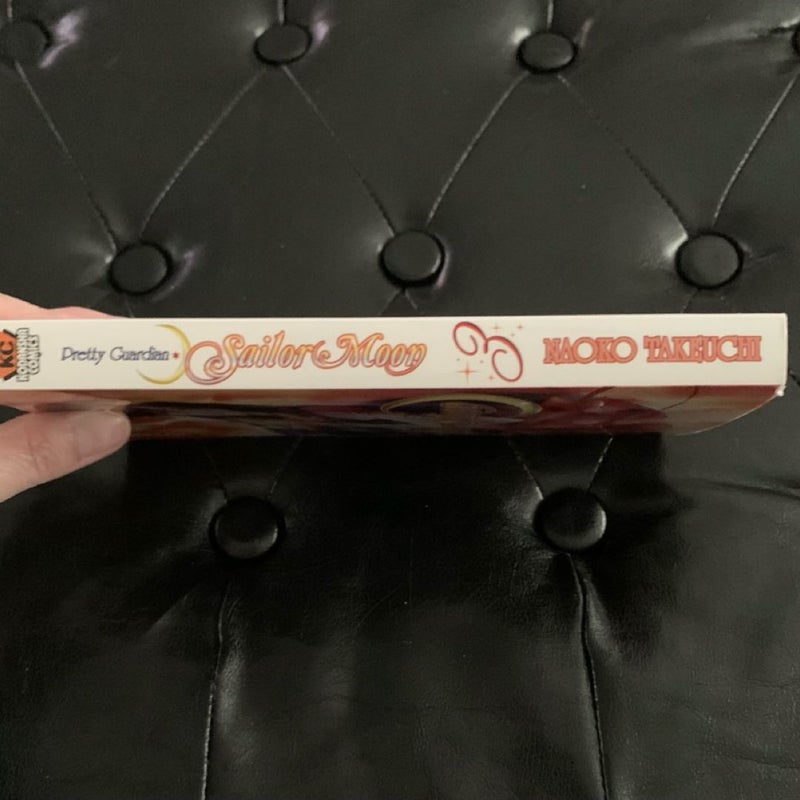 KC
KODANSHA
COMICS
Pretty Guardian
Sailor Moon
3
NAOKO TAKEUCHI